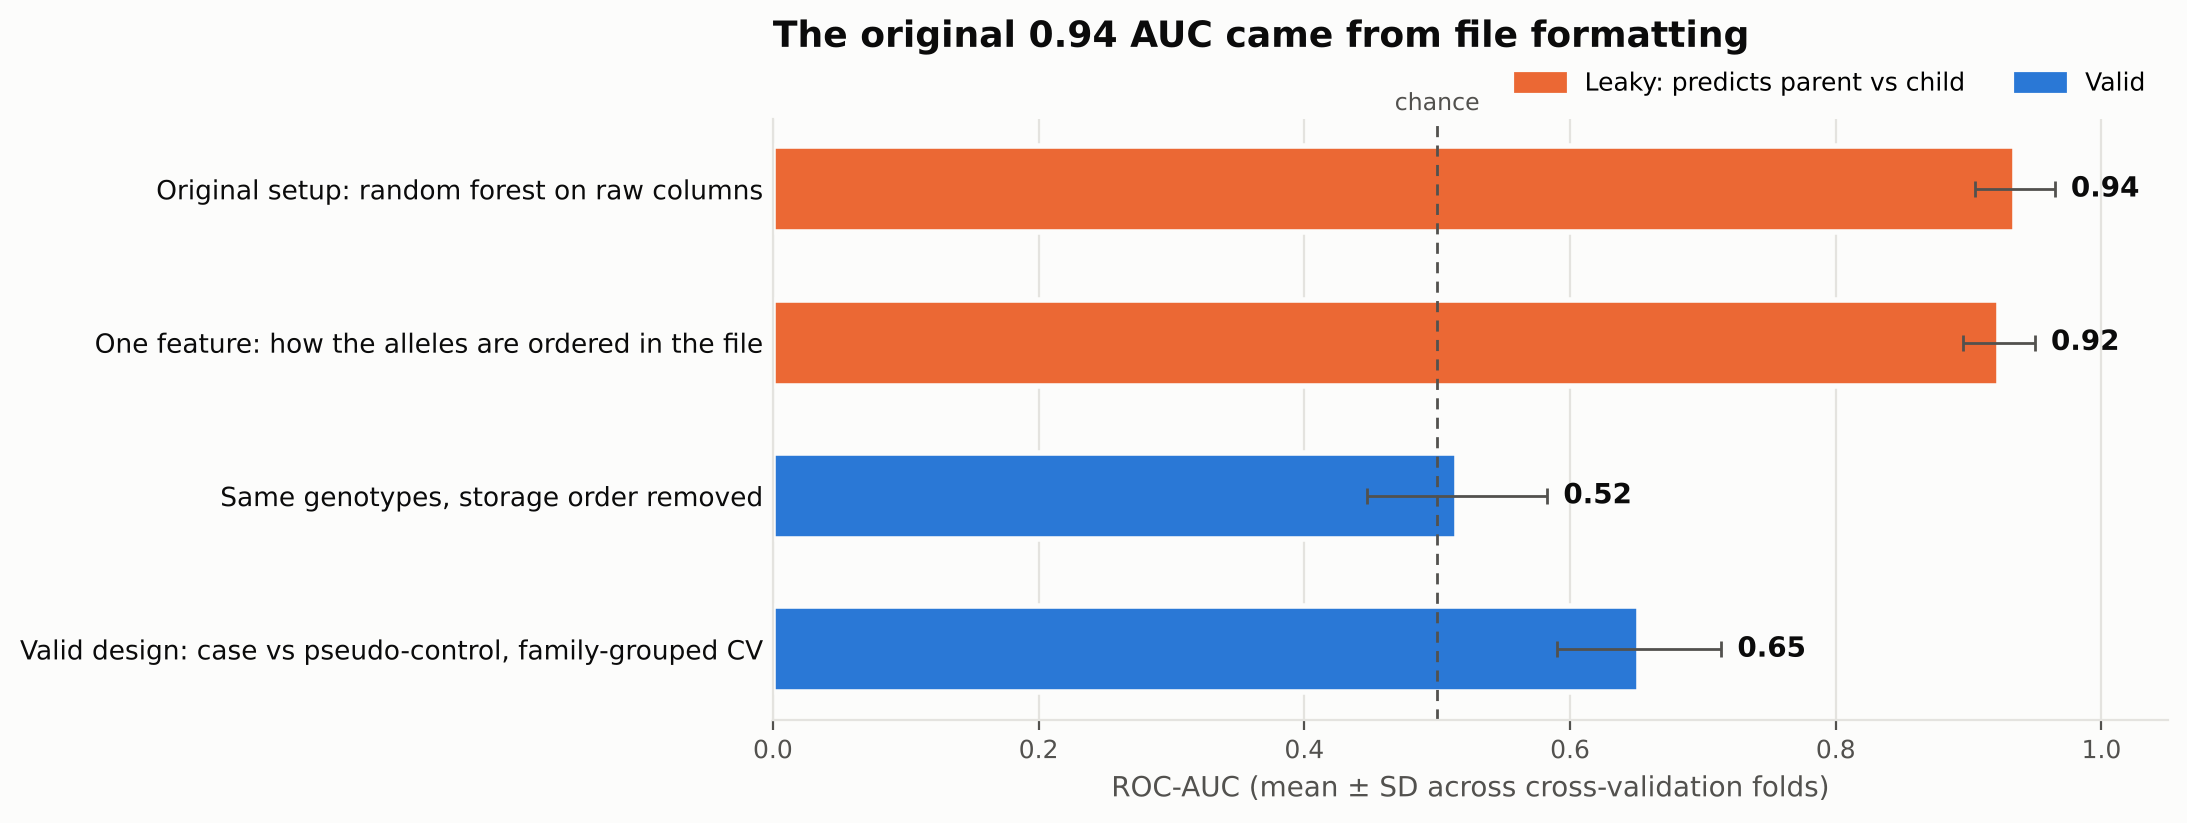 The original 0.94 AUC came from file formatting
Leaky: predicts parent vs child
Valid
chance
Original setup: random forest on raw columns
0.94
One feature: how the alleles are ordered in the file
0.92
Same genotypes, storage order removed
0.52
Valid design: case vs pseudo-control, family-grouped CV
0.65
0.0 0.2 0.4 0.6 0.8 1.0
ROC-AUC (mean ± SD across cross-validation folds)